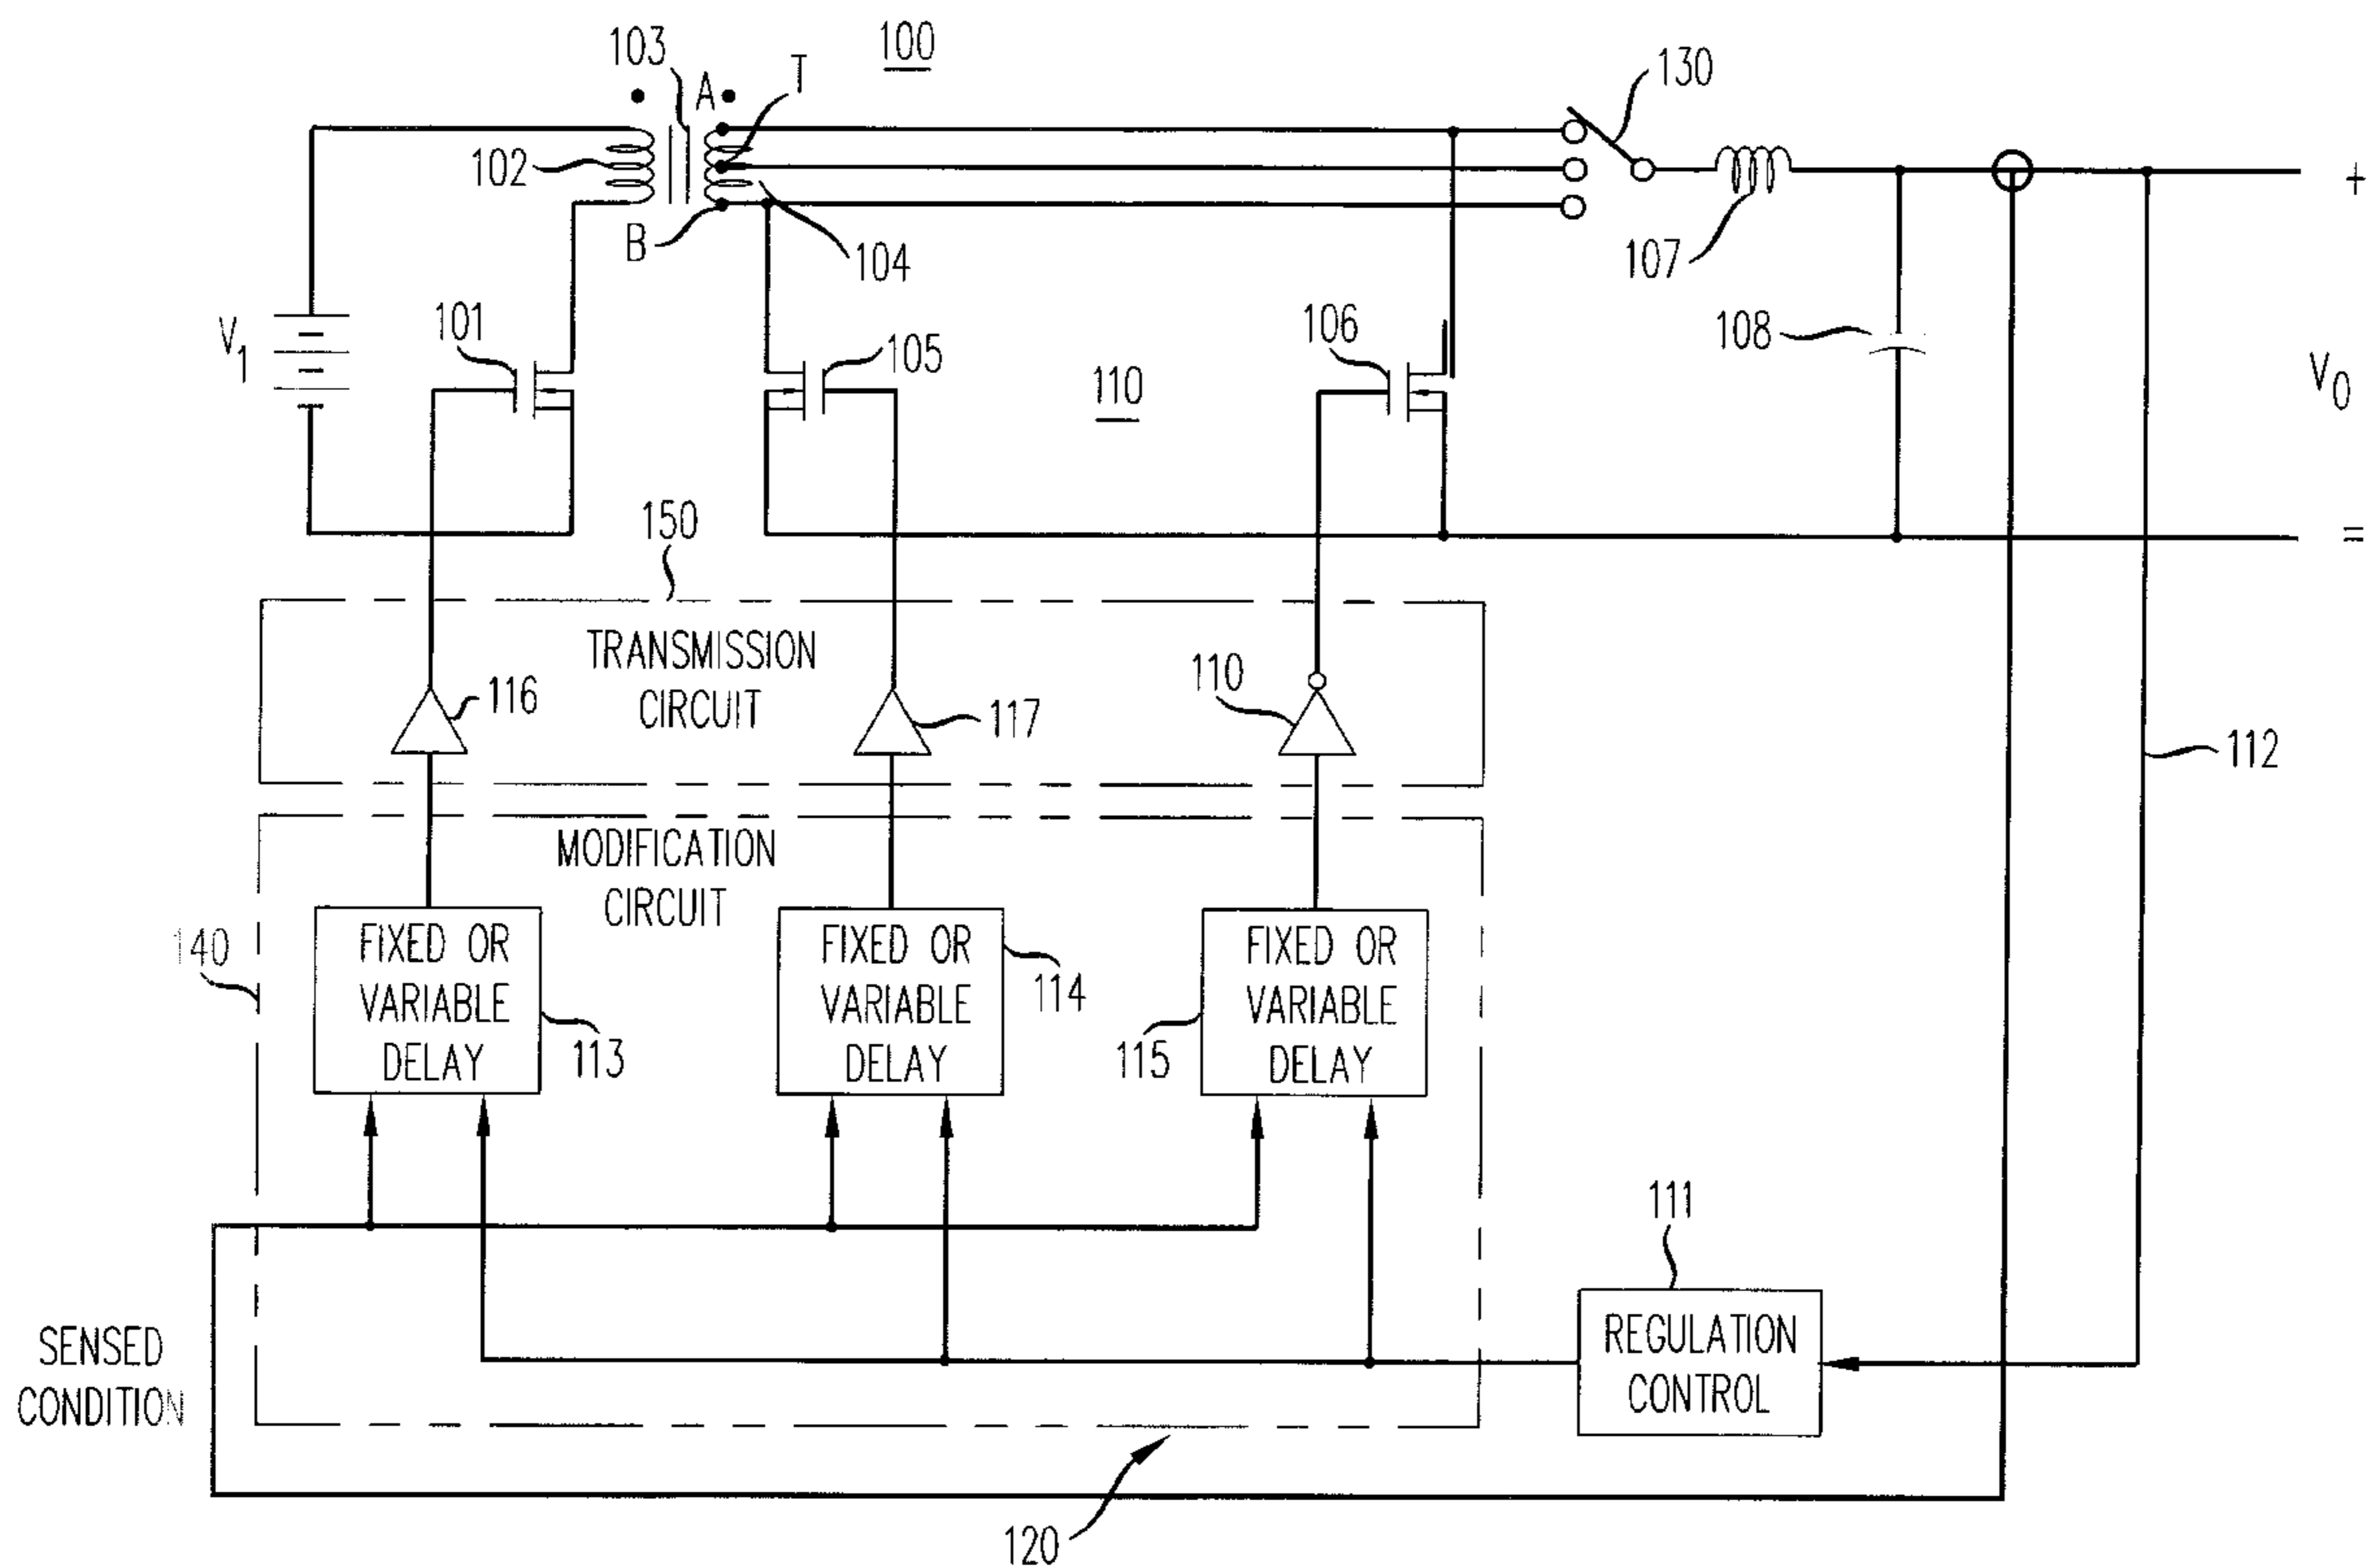 100
103
A
T
130
102
B
104
107
+
V1
101
105
106
110
108
V0
=
150
TRANSMISSION
CIRCUIT
116
117
110
112
MODIFICATION
CIRCUIT
140
FIXED OR
VARIABLE
DELAY
113
FIXED OR
VARIABLE
DELAY
114
FIXED OR
VARIABLE
DELAY
115
111
REGULATION
CONTROL
SENSED
CONDITION
120